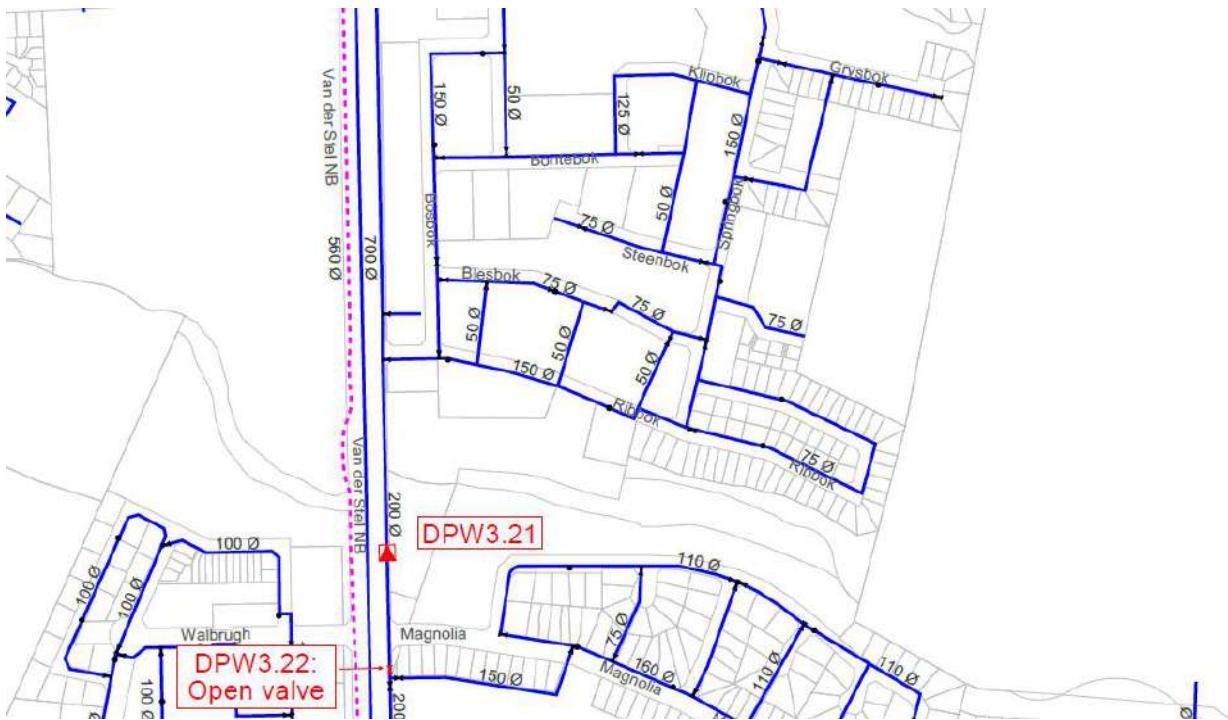 Klipbok
Grysbok
Van der Stel NB
150 Ø
50 Ø
125 Ø
150 Ø
Bontebok
Bosbok
50 Ø
Springbok
75 Ø
Steenbok
560 Ø
700 Ø
Blesbok
75 Ø
75 Ø
75 Ø
50 Ø
50 Ø
150 Ø
50 Ø
Ribbok
75 Ø
Ribbok
Van der Stel NB
200 Ø
DPW3.21
100 Ø
110 Ø
100 Ø
100 Ø
Walbrugh
Magnolia
75 Ø
DPW3.22:
Open valve
150 Ø
160 Ø
Magnolia
110 Ø
110 Ø
100 Ø
200
Ø